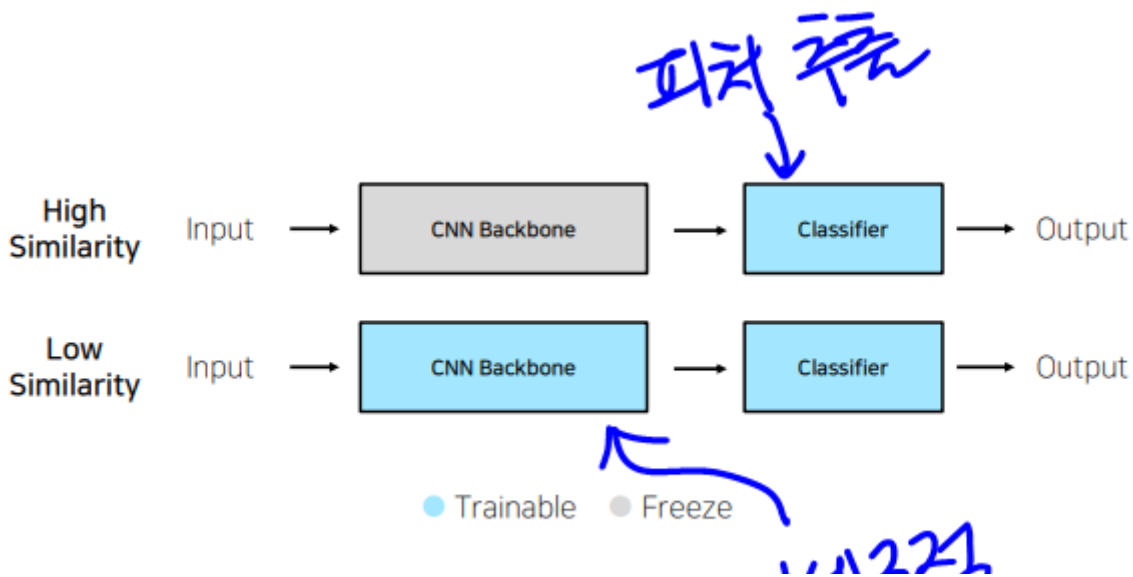 피쳐 추출
High
Similarity
Input
CNN Backbone
Classifier
Output
Low
Similarity
Input
CNN Backbone
Classifier
Output
Trainable
Freeze